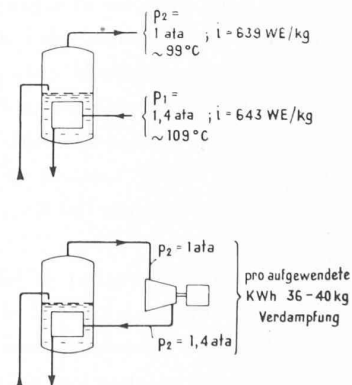 p2 =
1 ata ; i = 639 WE/kg
~ 99°C
p1 =
1,4 ata ; i = 643 WE/kg
~ 109°C
p2 = 1 ata
pro aufgewendete
KWh 36 – 40 kg
Verdampfung
p2 = 1,4 ata